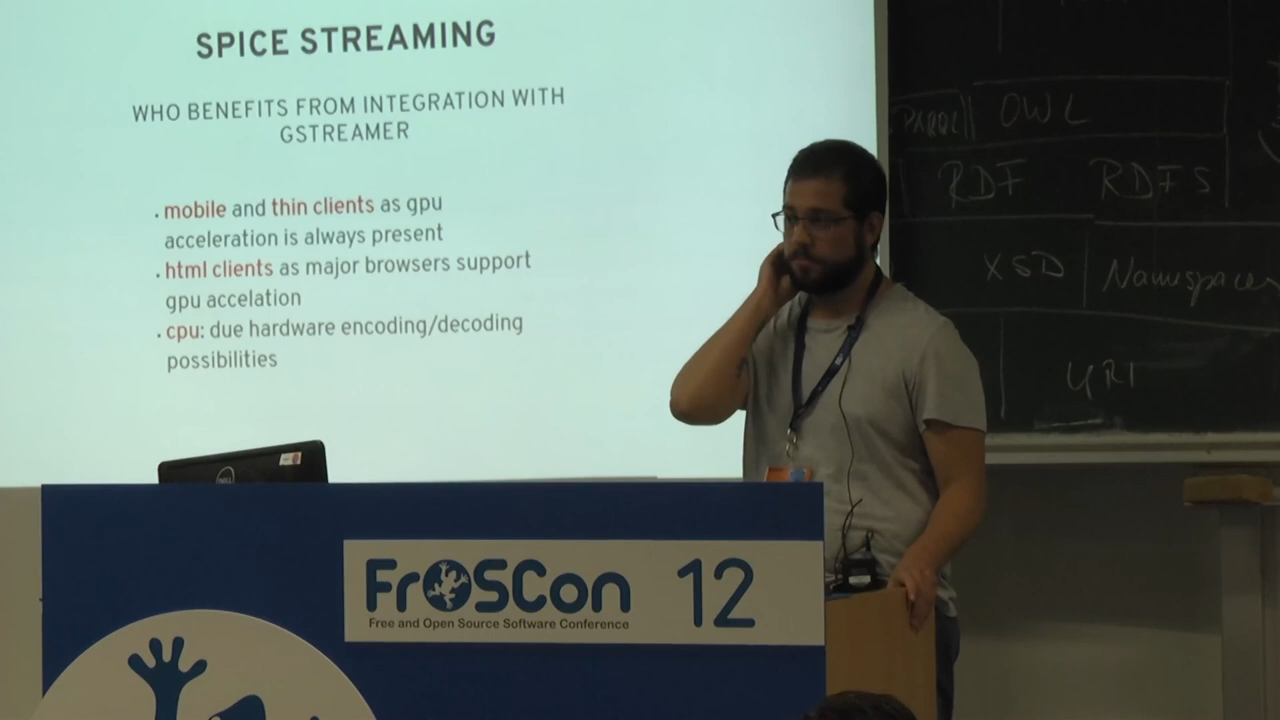 SPICE STREAMING
WHO BENEFITS FROM INTEGRATION WITH
GSTREAMER
. mobile and thin clients as gpu
acceleration is always present
. html clients as major browsers support
gpu accelation
. cpu: due hardware encoding/decoding
possibilities
OWL
RDF RDFS
XSD Namespaces
URI
DELL
FrOSCon 12
Free and Open Source Software Conference